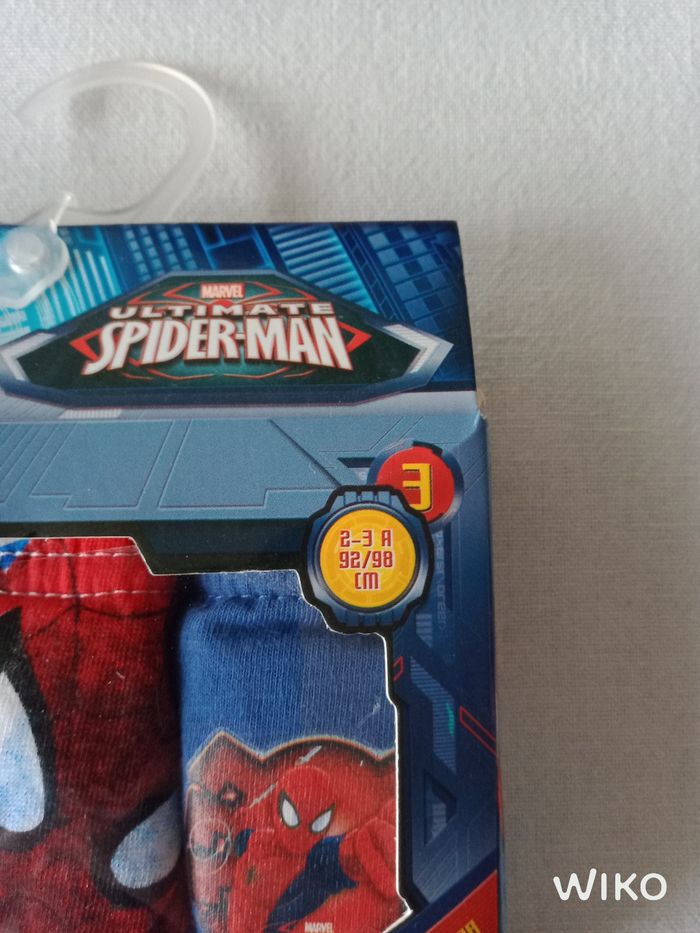 MARVEL
ULTIMATE
SPIDER-MAN
3
2-3 A
92/98
CM
MARVEL
WIKO